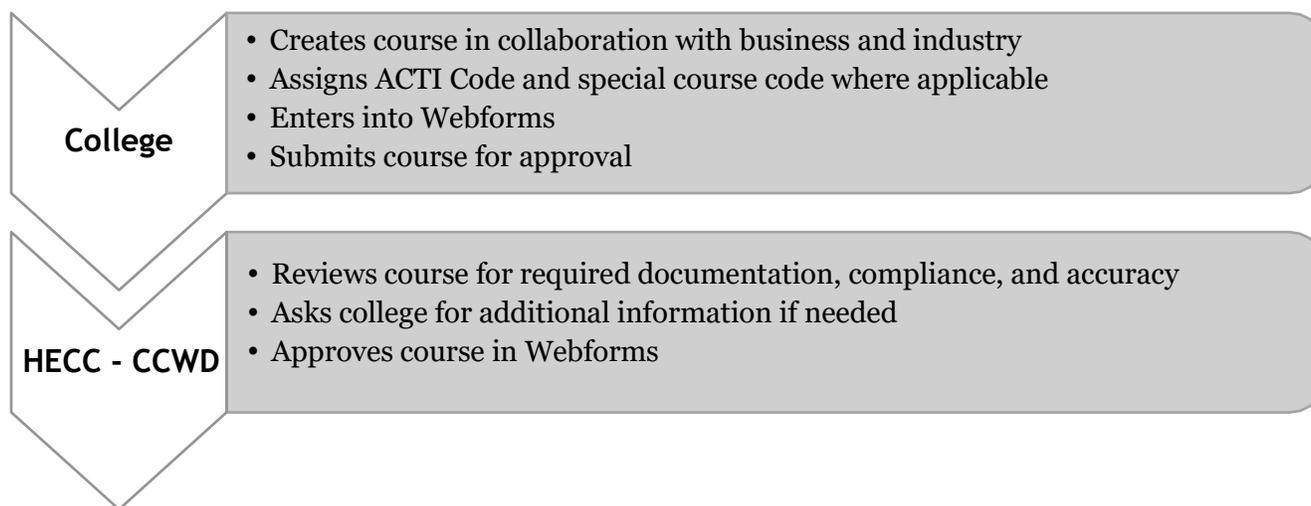 College
• Creates course in collaboration with business and industry
• Assigns ACTI Code and special course code where applicable
• Enters into Webforms
• Submits course for approval
HECC - CCWD
• Reviews course for required documentation, compliance, and accuracy
• Asks college for additional information if needed
• Approves course in Webforms